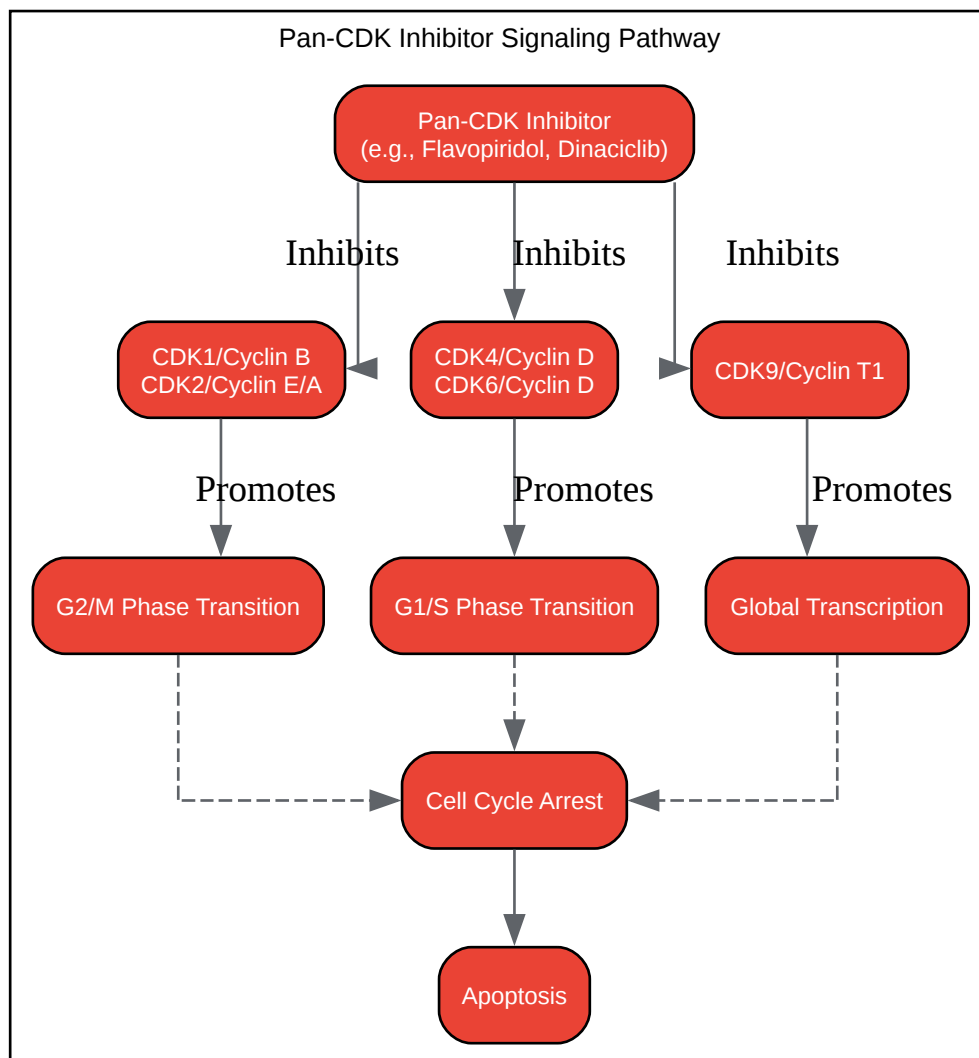 Pan-CDK Inhibitor Signaling Pathway
Pan-CDK Inhibitor
(e.g., Flavopiridol, Dinaciclib)
Inhibits
Inhibits
Inhibits
CDK1/Cyclin B
CDK2/Cyclin E/A
CDK4/Cyclin D
CDK6/Cyclin D
CDK9/Cyclin T1
Promotes
Promotes
Promotes
G2/M Phase Transition
G1/S Phase Transition
Global Transcription
Cell Cycle Arrest
Apoptosis